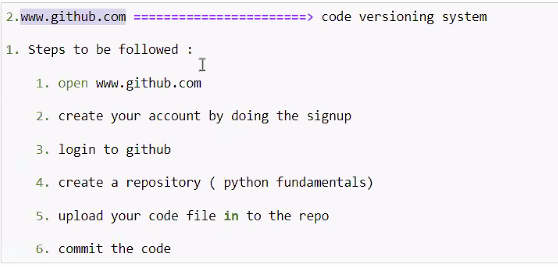 2.www.github.com =======================> code versioning system
1. Steps to be followed :
1. open www.github.com
2. create your account by doing the signup
3. login to github
4. create a repository ( python fundamentals)
5. upload your code file in to the repo
6. commit the code